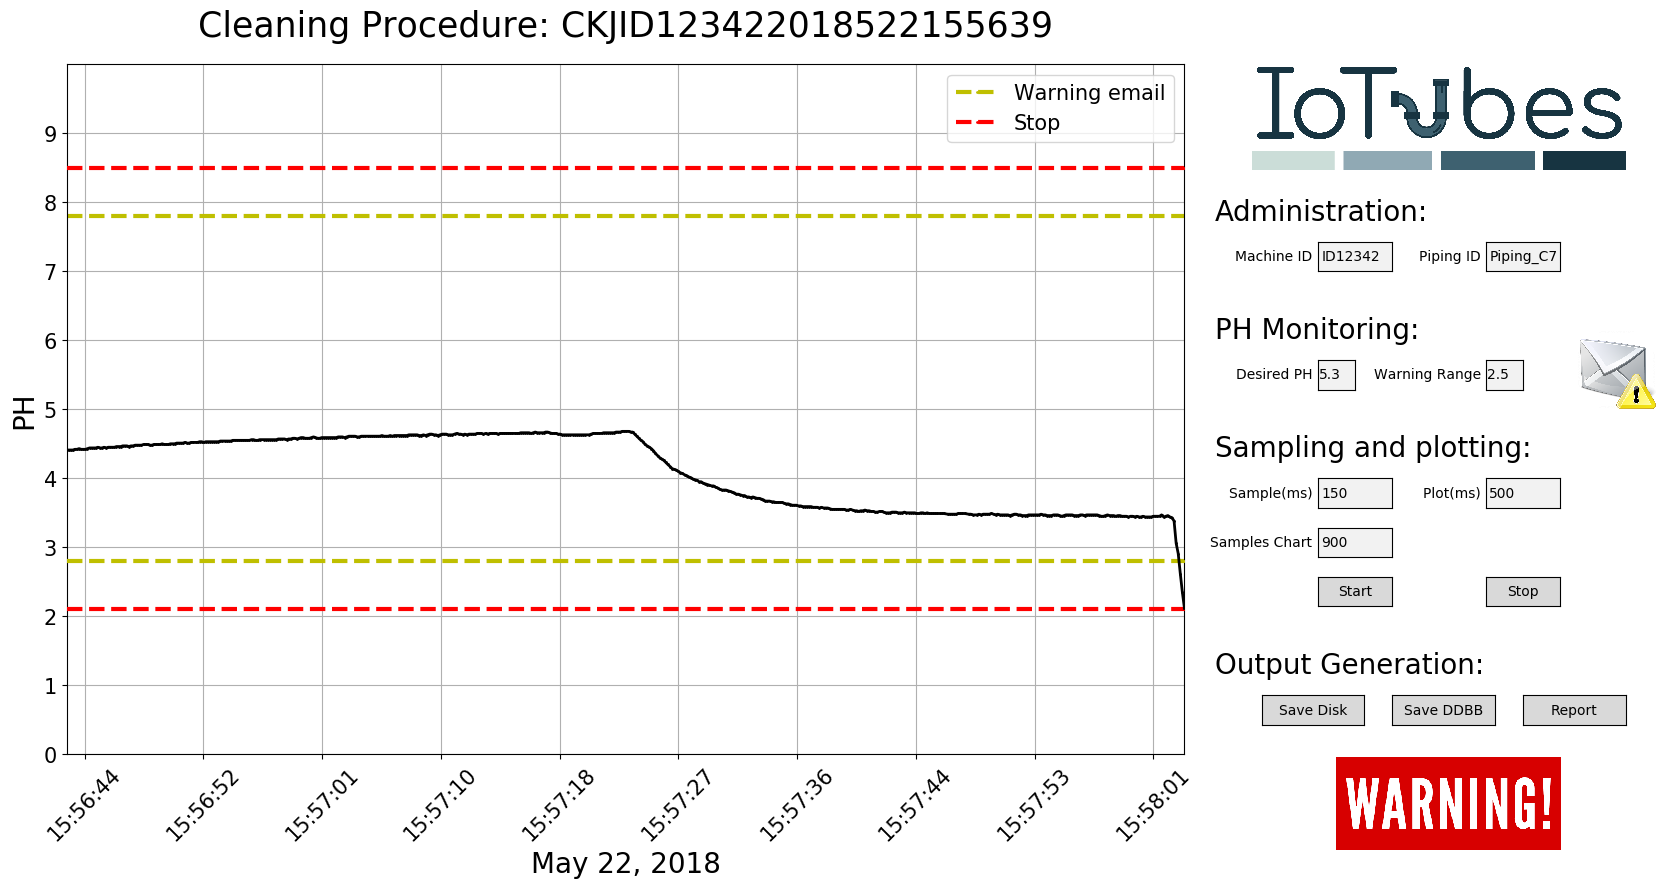 Cleaning Procedure: CKJID123422018522155639
Warning email
Stop
9
8
7
6
5
4
3
2
1
0
PH
15:56:44
15:56:52
15:57:01
15:57:10
15:57:18
15:57:27
15:57:36
15:57:44
15:57:53
15:58:01
May 22, 2018
IoTubes
Administration:
Machine ID ID12342 Piping ID Piping_C7
PH Monitoring:
Desired PH 5.3 Warning Range 2.5
Sampling and plotting:
Sample(ms) 150 Plot(ms) 500
Samples Chart 900
Start Stop
Output Generation:
Save Disk Save DDBB Report
WARNING!